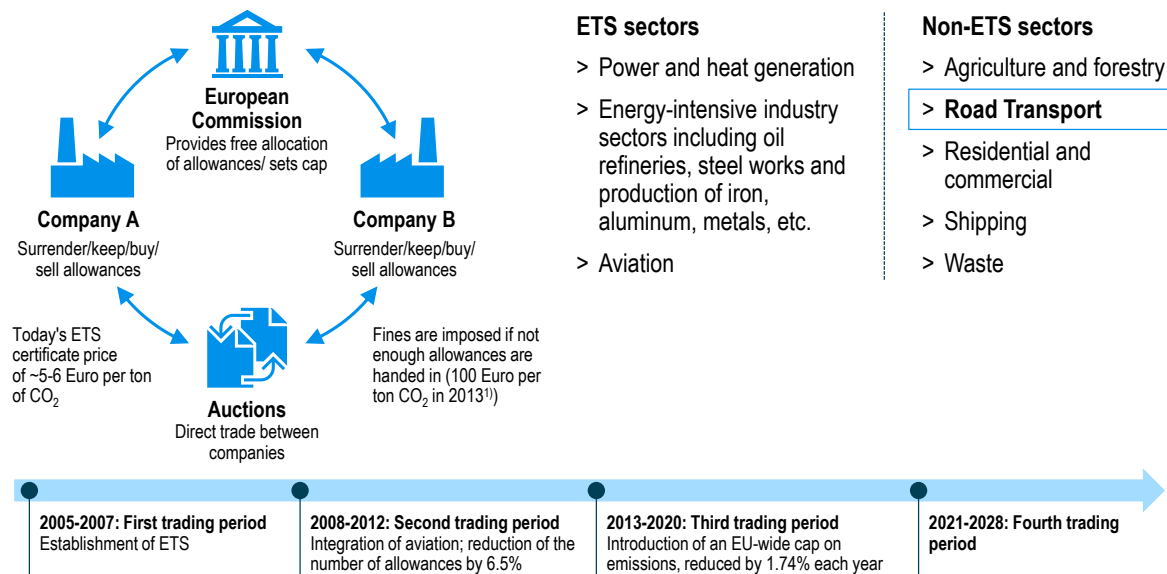 European
Commission
Provides free allocation
of allowances/ sets cap
Company A
Surrender/keep/buy/
sell allowances
Company B
Surrender/keep/buy/
sell allowances
Today's ETS
certificate price
of ~5-6 Euro per ton
of CO₂
Fines are imposed if not
enough allowances are
handed in (100 Euro per
ton CO₂ in 2013¹⁾)
Auctions
Direct trade between
companies
ETS sectors
> Power and heat generation
> Energy-intensive industry
sectors including oil
refineries, steel works and
production of iron,
aluminum, metals, etc.
> Aviation
Non-ETS sectors
> Agriculture and forestry
> Road Transport
> Residential and
commercial
> Shipping
> Waste
2005-2007: First trading period
Establishment of ETS
2008-2012: Second trading period
Integration of aviation; reduction of the
number of allowances by 6.5%
2013-2020: Third trading period
Introduction of an EU-wide cap on
emissions, reduced by 1.74% each year
2021-2028: Fourth trading
period